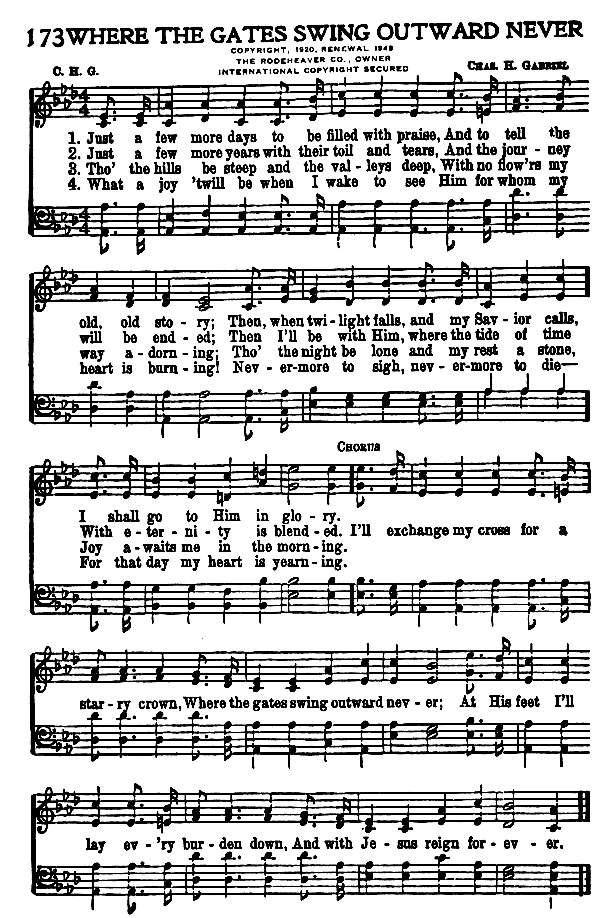 173 WHERE THE GATES SWING OUTWARD NEVER
COPYRIGHT, 1920, RENEWAL 1948
THE RODEHEAVER CO., OWNER
C. H. G. INTERNATIONAL COPYRIGHT SECURED CHAS. H. GABRIEL
4 4
1. Just a few more days to be filled with praise, And to tell the
2. Just a few more years with their toil and tears, And the jour - ney
3. Tho' the hills be steep and the val - leys deep, With no flow'rs my
4. What a joy 'twill be when I wake to see Him for whom my
4 4
old, old sto - ry; Then, when twi - light falls, and my Sav - ior calls,
will be end - ed; Then I'll be with Him, where the tide of time
way a - dorn - ing; Tho' the night be lone and my rest a stone,
heart is burn - ing! Nev - er - more to sigh, nev - er - more to die—
CHORUS
I shall go to Him in glo - ry.
With e - ter - ni - ty is blend - ed. I'll exchange my cross for a
Joy a - waits me in the morn - ing.
For that day my heart is yearn - ing.
star - ry crown, Where the gates swing outward nev - er; At His feet I'll
lay ev - 'ry bur - den down, And with Je - sus reign for - ev - er.